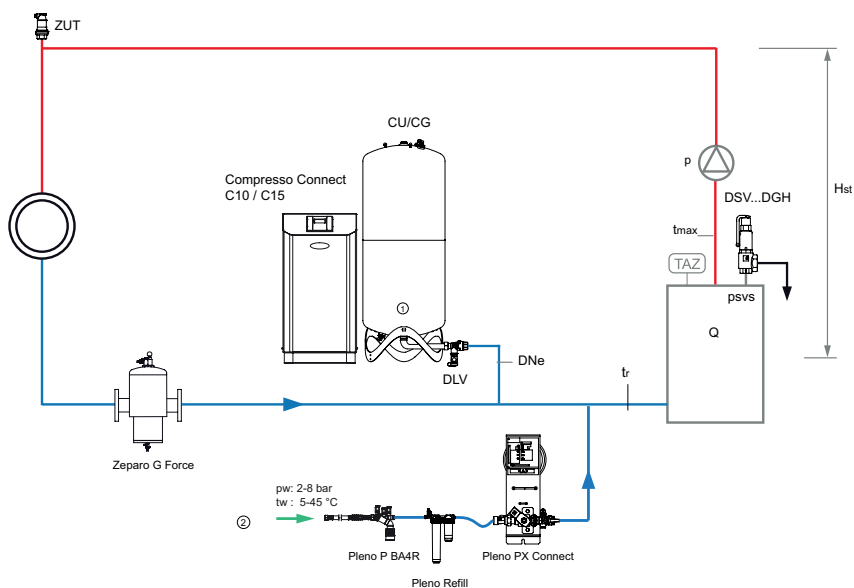 ZUT
CU/CG
Compresso Connect
C10 / C15
p
DSV...DGH
Hst
tmax
TAZ
psvs
Q
①
DNe
DLV
tr
Zeparo G Force
pw: 2-8 bar
tw : 5-45 °C
②
Pleno P BA4R
Pleno PX Connect
Pleno Refill